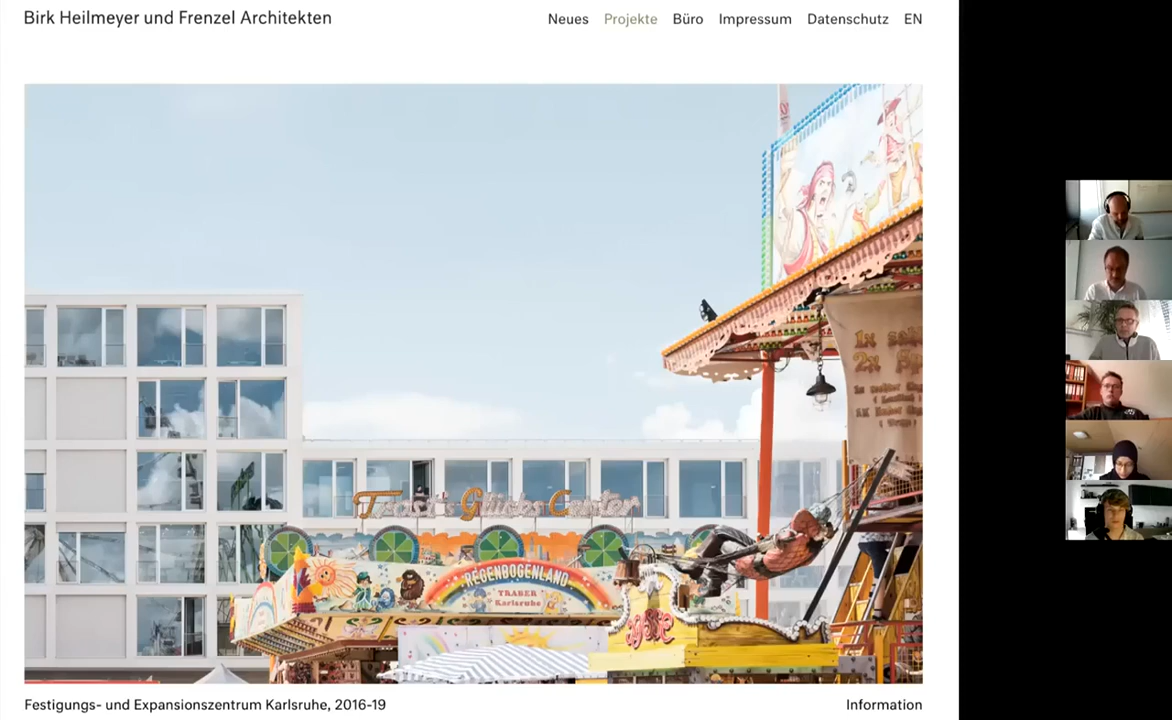 Birk Heilmeyer und Frenzel Architekten
Neues Projekte Büro Impressum Datenschutz EN
Glücks Center
REGENBOGENLAND
TRABER
Karlsruhe
Festigungs- und Expansionszentrum Karlsruhe, 2016-19
Information